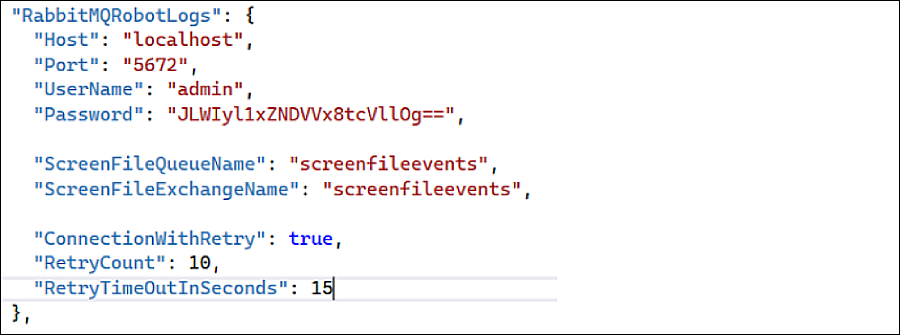 "RabbitMQRobotLogs": {
"Host": "localhost",
"Port": "5672",
"UserName": "admin",
"Password": "JLWIyl1xZNDVVx8tcVllOg==",
"ScreenFileQueueName": "screenfileevents",
"ScreenFileExchangeName": "screenfileevents",
"ConnectionWithRetry": true,
"RetryCount": 10,
"RetryTimeOutInSeconds": 15
},